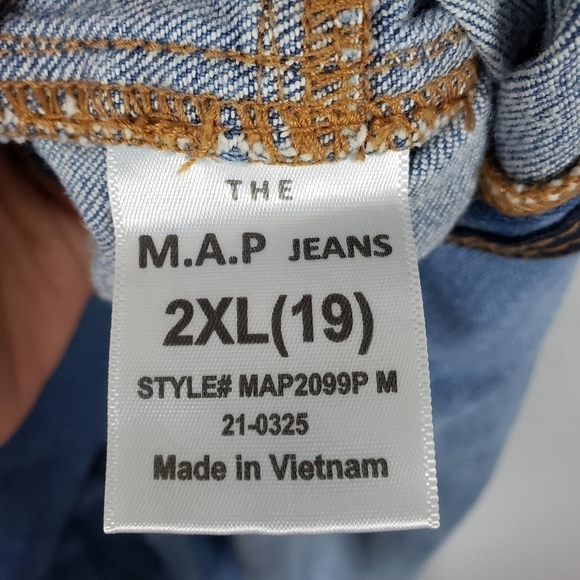 THE
M.A.P JEANS
2XL(19)
STYLE# MAP2099P M
21-0325
Made in Vietnam